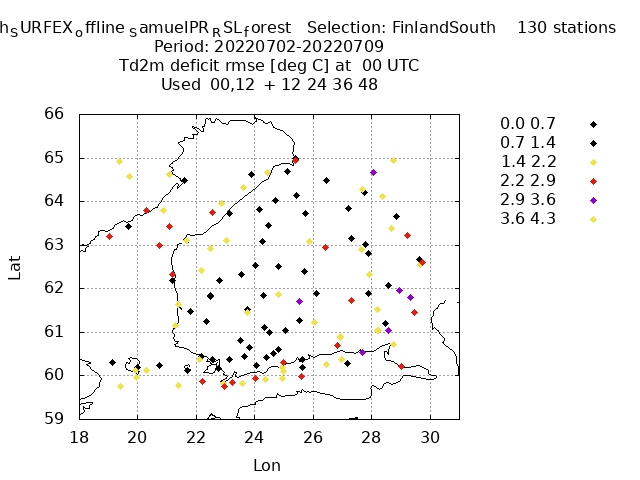 hSURFEXoffline SamuelPRRSLforest Selection: FinlandSouth 130 stations
Period: 20220702-20220709
Td2m deficit rmse [deg C] at 00 UTC
Used 00,12 + 12 24 36 48
66
65
64
63
62
61
60
59
18 20 22 24 26 28 30
Lat
Lon
0.0 0.7
0.7 1.4
1.4 2.2
2.2 2.9
2.9 3.6
3.6 4.3